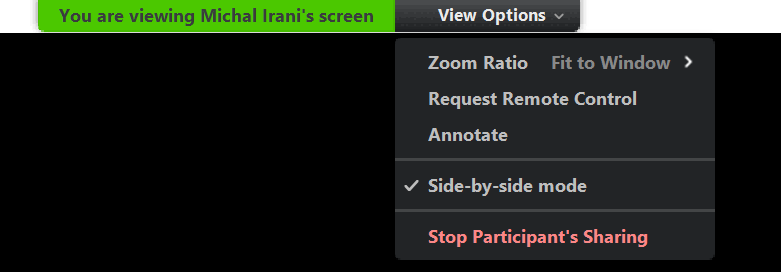 You are viewing Michal Irani's screen View Options
Zoom Ratio Fit to Window
Request Remote Control
Annotate
Side-by-side mode
Stop Participant's Sharing